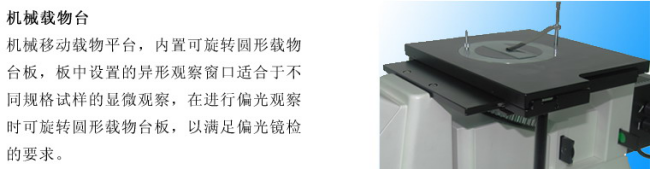 机械载物台
机械移动载物平台，内置可旋转圆形载物
台板，板中设置的异形观察窗口适合于不
同规格试样的显微观察，在进行偏光观察
时可旋转圆形载物台板，以满足偏光镜检
的要求。